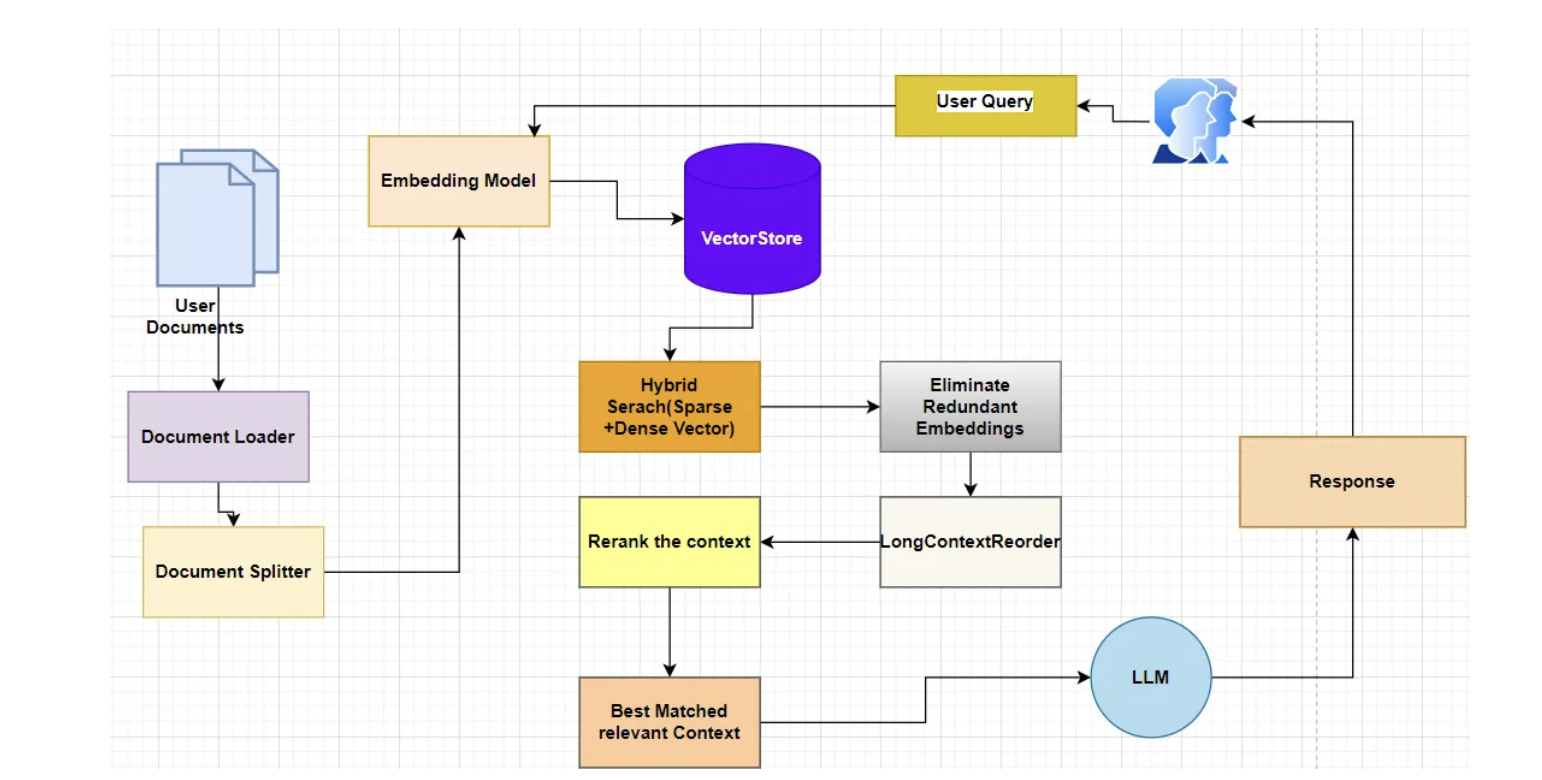 User Query
Embedding Model
VectorStore
User
Documents
Hybrid
Serach(Sparse
+Dense Vector)
Eliminate
Redundant
Embeddings
Document Loader
Response
Rerank the context
LongContextReorder
Document Splitter
LLM
Best Matched
relevant Context